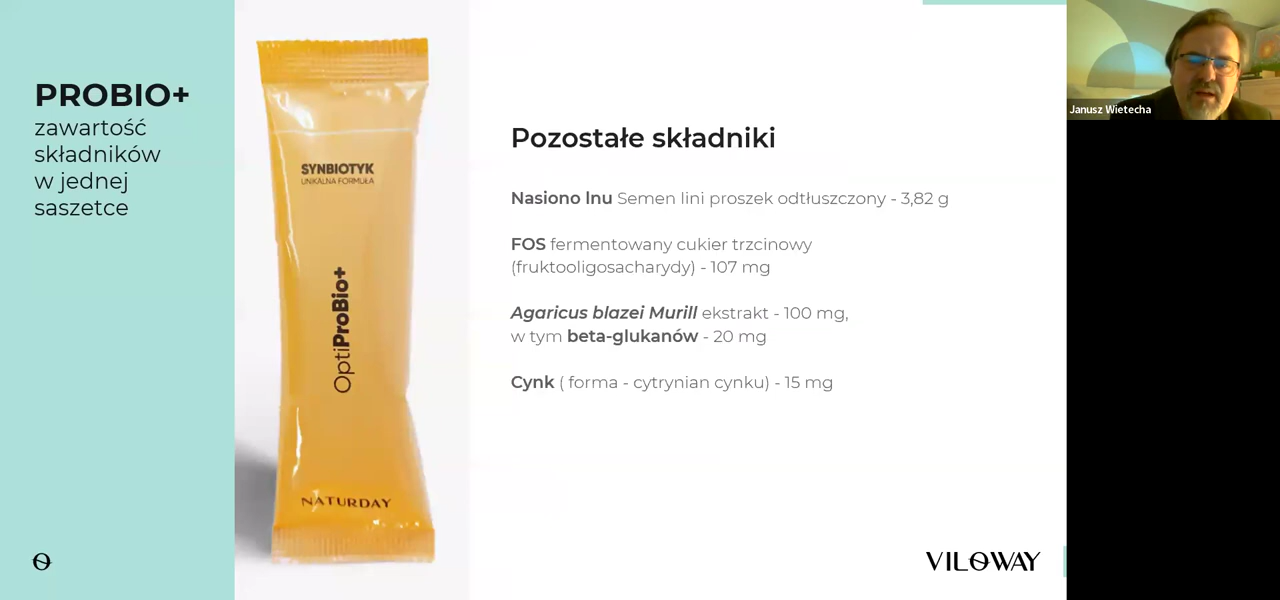 PROBIO+
zawartość
składników
w jednej
saszetce
SYNBIOTYK
UNIKALNA FORMUŁA
OptiProBio+
NATURDAY
Pozostałe składniki
Nasiono lnu Semen lini proszek odtłuszczony - 3,82 g
FOS fermentowany cukier trzcinowy
(fruktooligosacharydy) - 107 mg
Agaricus blazei Murill ekstrakt - 100 mg,
w tym beta-glukanów - 20 mg
Cynk ( forma - cytrynian cynku) - 15 mg
VILOWAY
Janusz Wietecha